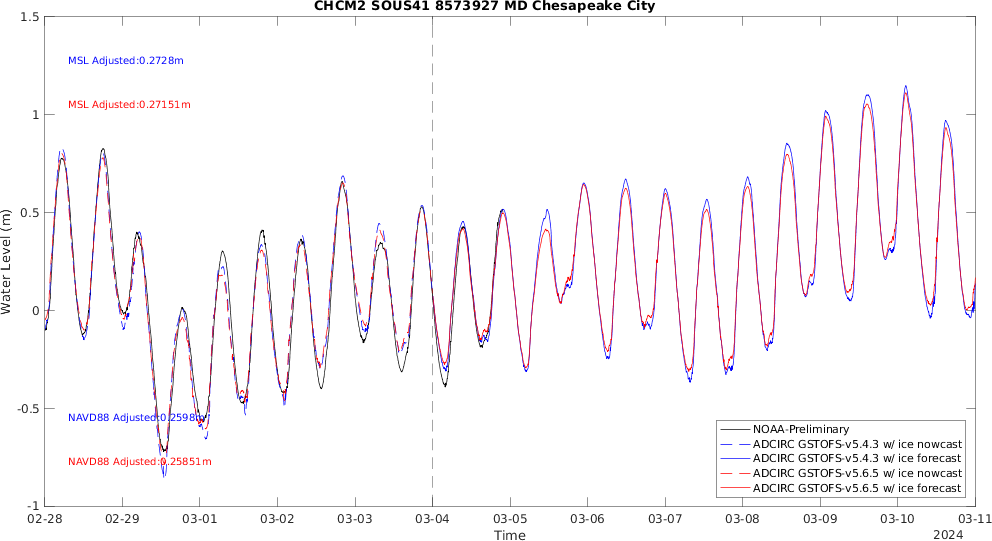 CHCM2 SOUS41 8573927 MD Chesapeake City
1.5
1
0.5
0
-0.5
-1
Water Level (m)
MSL Adjusted:0.2728m
MSL Adjusted:0.27151m
NAVD88 Adjusted:0.2598m
NAVD88 Adjusted:0.25851m
NOAA-Preliminary
ADCIRC GSTOFS-v5.4.3 w/ ice nowcast
ADCIRC GSTOFS-v5.4.3 w/ ice forecast
ADCIRC GSTOFS-v5.6.5 w/ ice nowcast
ADCIRC GSTOFS-v5.6.5 w/ ice forecast
02-28 02-29 03-01 03-02 03-03 03-04 03-05 03-06 03-07 03-08 03-09 03-10 03-11
Time
2024